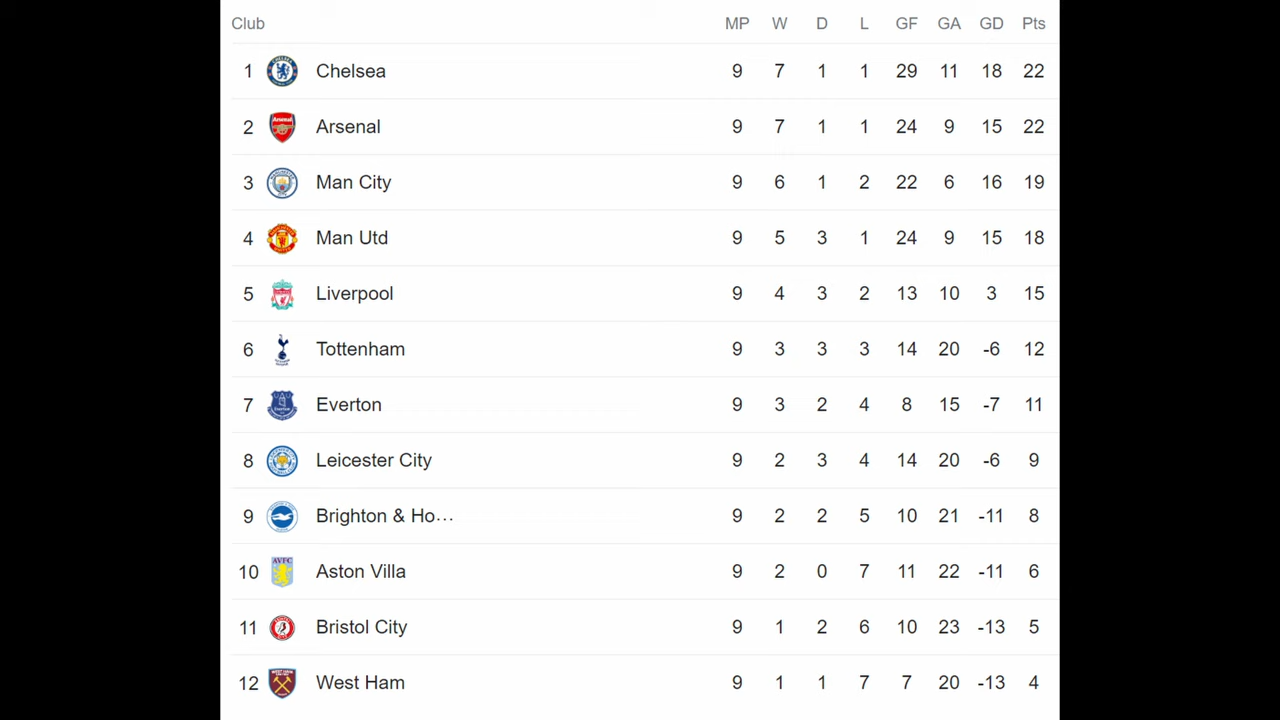 Club MP W D L GF GA GD Pts
1 Chelsea 9 7 1 1 29 11 18 22
2 Arsenal 9 7 1 1 24 9 15 22
3 Man City 9 6 1 2 22 6 16 19
4 Man Utd 9 5 3 1 24 9 15 18
5 Liverpool 9 4 3 2 13 10 3 15
6 Tottenham 9 3 3 3 14 20 -6 12
7 Everton 9 3 2 4 8 15 -7 11
8 Leicester City 9 2 3 4 14 20 -6 9
9 Brighton & Ho... 9 2 2 5 10 21 -11 8
10 Aston Villa 9 2 0 7 11 22 -11 6
11 Bristol City 9 1 2 6 10 23 -13 5
12 West Ham 9 1 1 7 7 20 -13 4